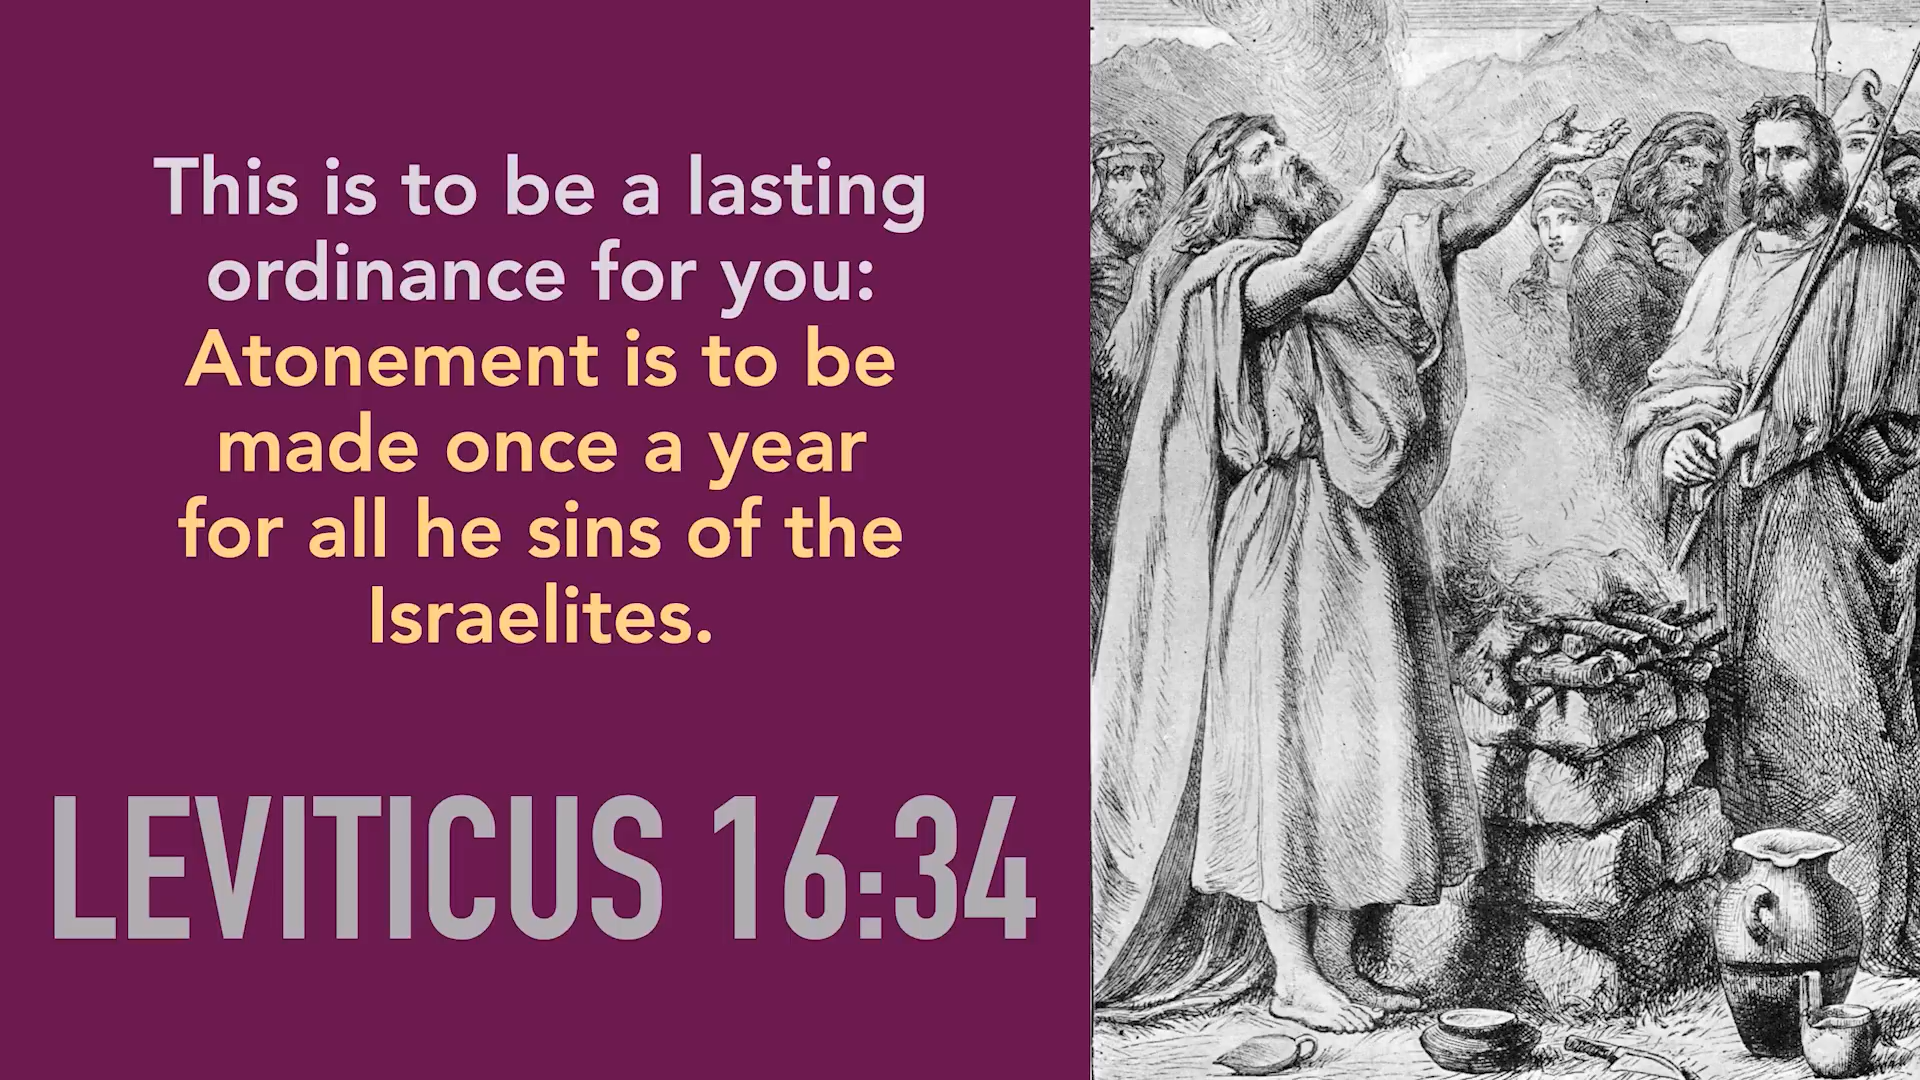 This is to be a lasting
ordinance for you:
Atonement is to be
made once a year
for all he sins of the
Israelites.
LEVITICUS 16:34